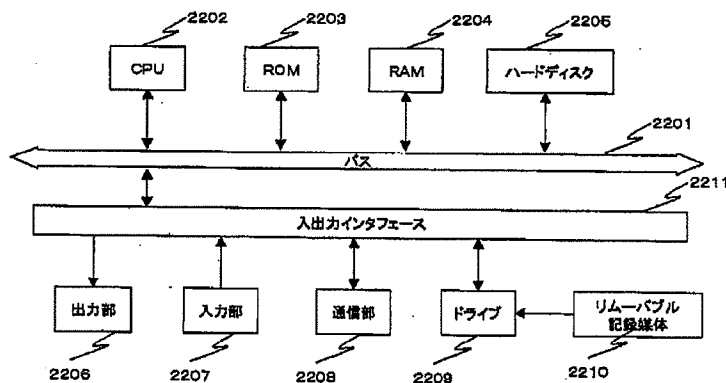 2202
2203
2204
2205
CPU
ROM
RAM
ハードディスク
2201
バス
2211
入出力インタフェース
出力部
入力部
通信部
ドライブ
リムーバブル
記録媒体
2206
2207
2208
2209
2210